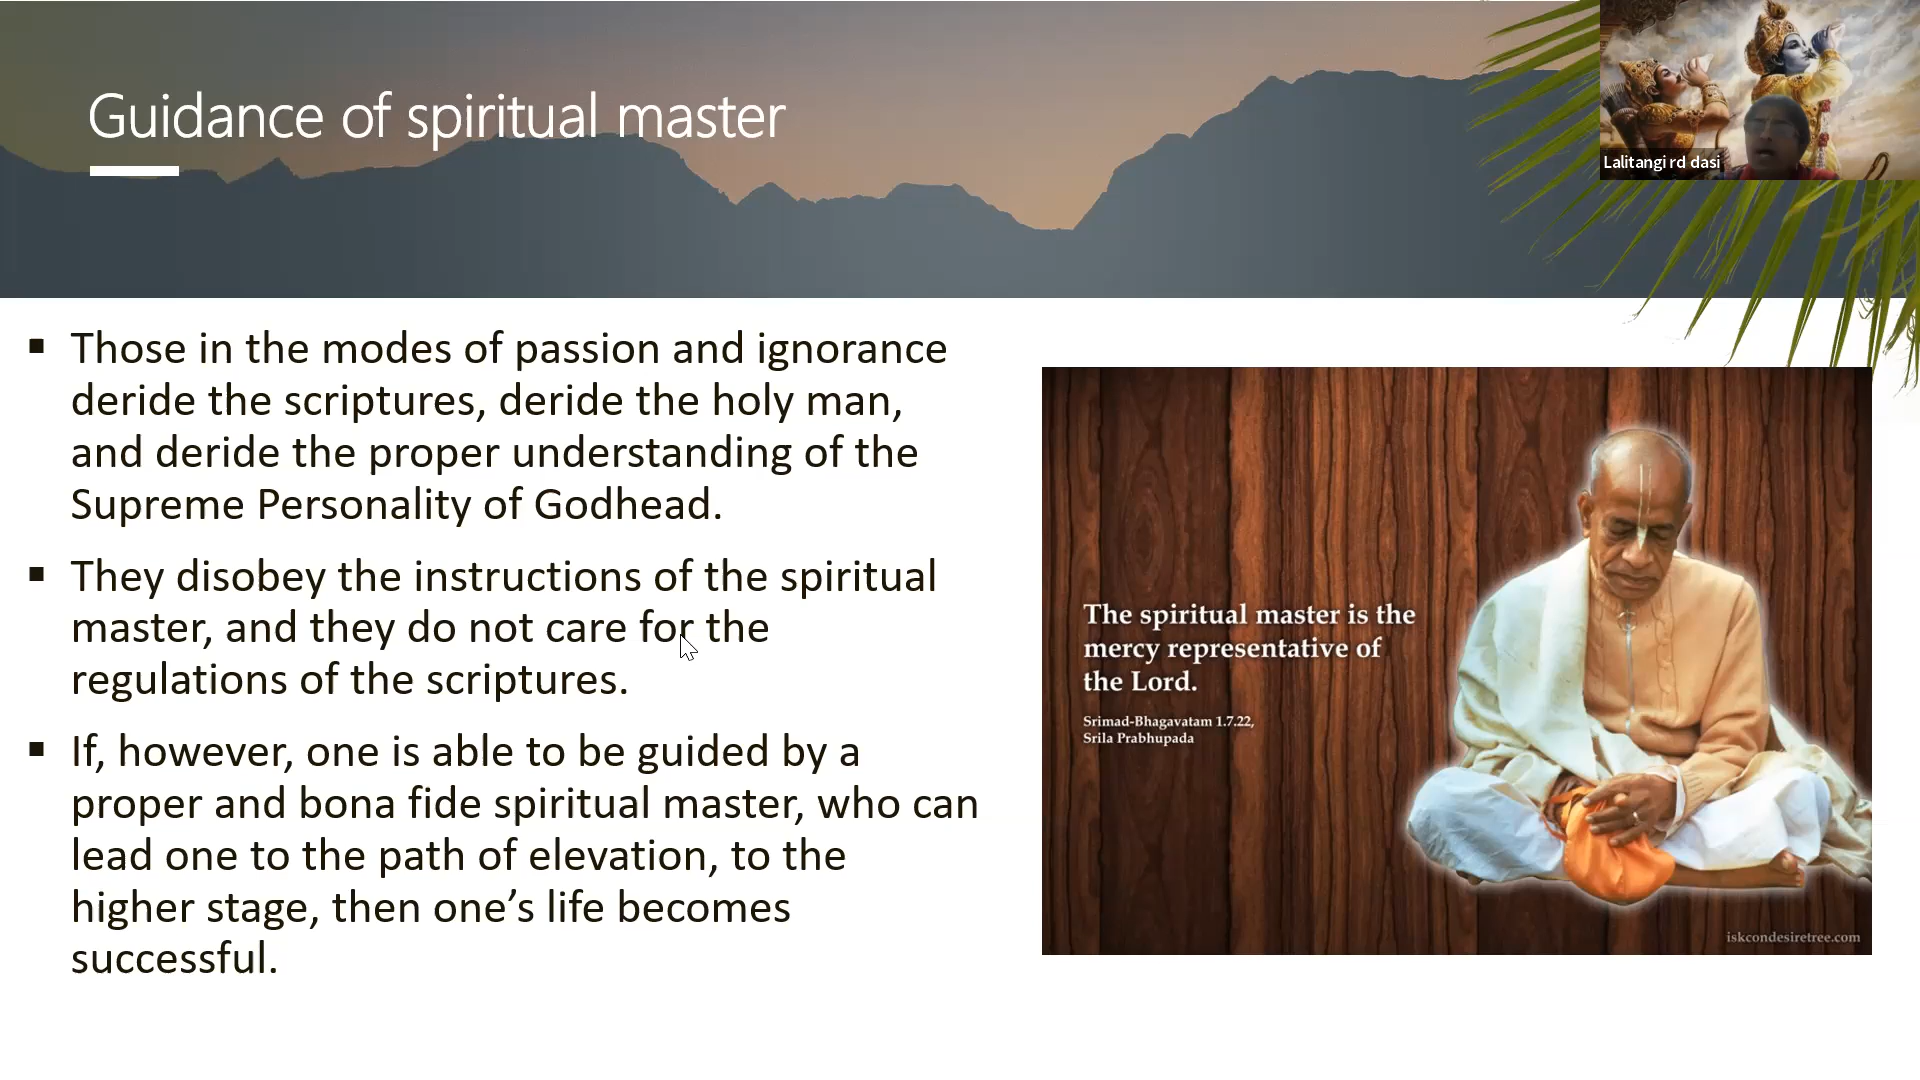 Guidance of spiritual master
Lalitangi rd dasi
Those in the modes of passion and ignorance
deride the scriptures, deride the holy man,
and deride the proper understanding of the
Supreme Personality of Godhead.
They disobey the instructions of the spiritual
master, and they do not care for the
regulations of the scriptures.
If, however, one is able to be guided by a
proper and bona fide spiritual master, who can
lead one to the path of elevation, to the
higher stage, then one’s life becomes
successful.
The spiritual master is the
mercy representative of
the Lord.
Srimad-Bhagavatam 1.7.22,
Srila Prabhupada
iskcondesiretree.com